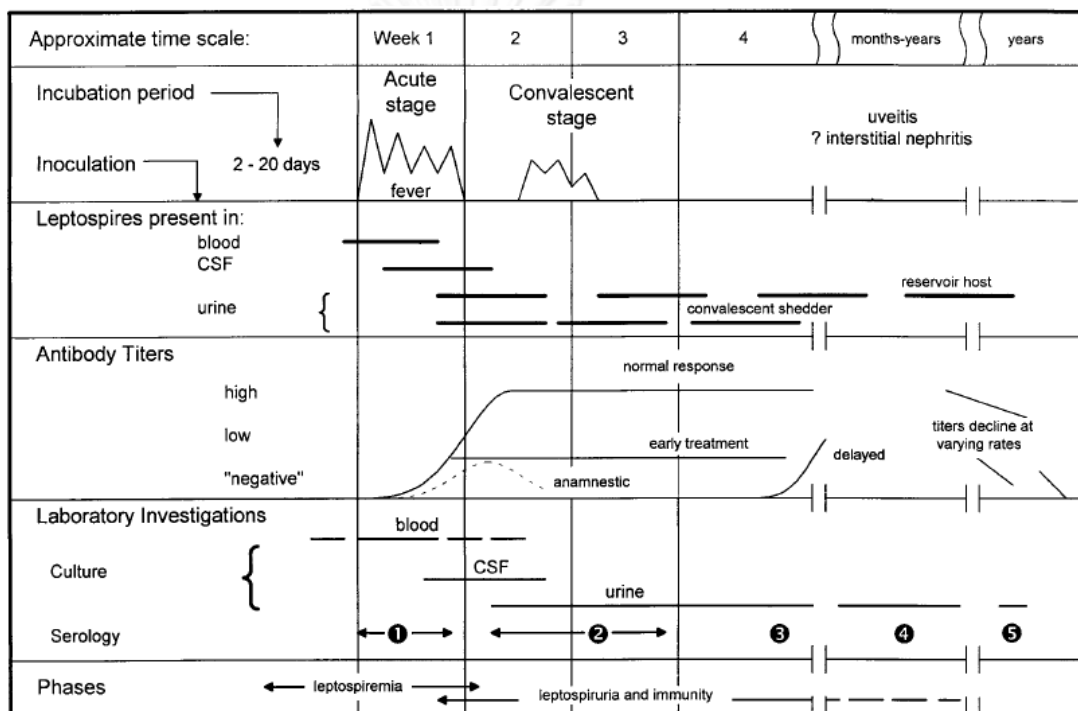 Approximate time scale: Week 1 2 3 4 months-years years
Incubation period
Acute
stage
Convalescent
stage
uveitis
? interstitial nephritis
Inoculation 2 - 20 days
fever
Leptospires present in:
blood
CSF
urine {
reservoir host
convalescent shedder
Antibody Titers
normal response
high
low
"negative"
early treatment
anamnestic
delayed
titers decline at
varying rates
Laboratory Investigations
blood
Culture {
CSF
urine
Serology ❶ ❷ ❸ ❹ ❺
Phases leptospiremia leptospiruria and immunity